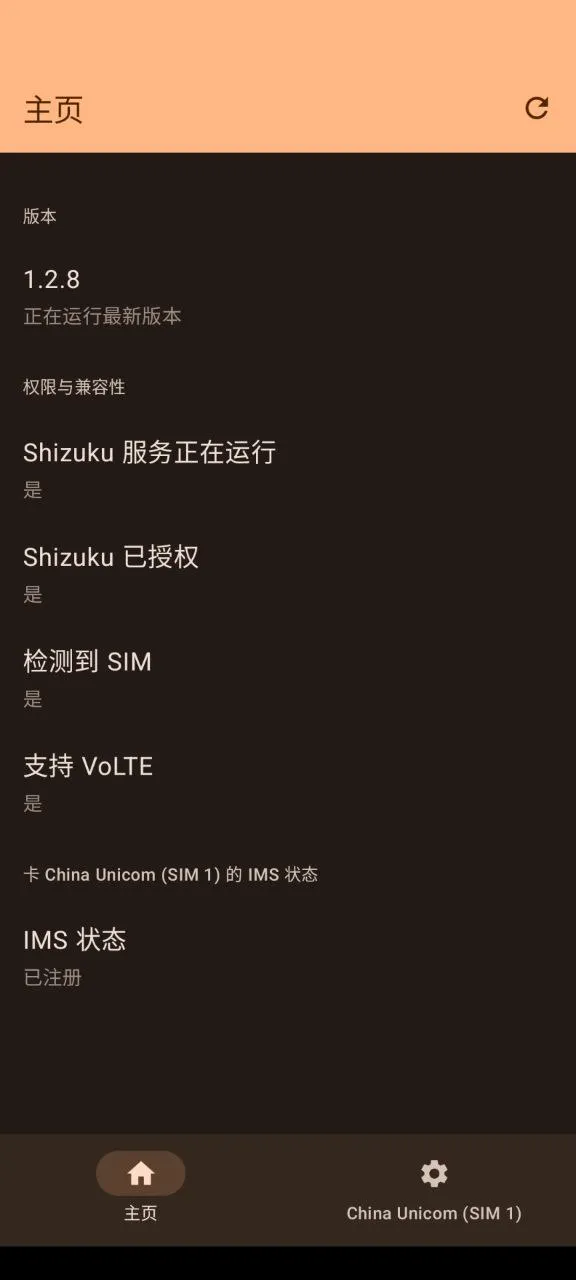 主页
版本
1.2.8
正在运行最新版本
权限与兼容性
Shizuku 服务正在运行
是
Shizuku 已授权
是
检测到 SIM
是
支持 VoLTE
是
卡 China Unicom (SIM 1) 的 IMS 状态
IMS 状态
已注册
主页
China Unicom (SIM 1)